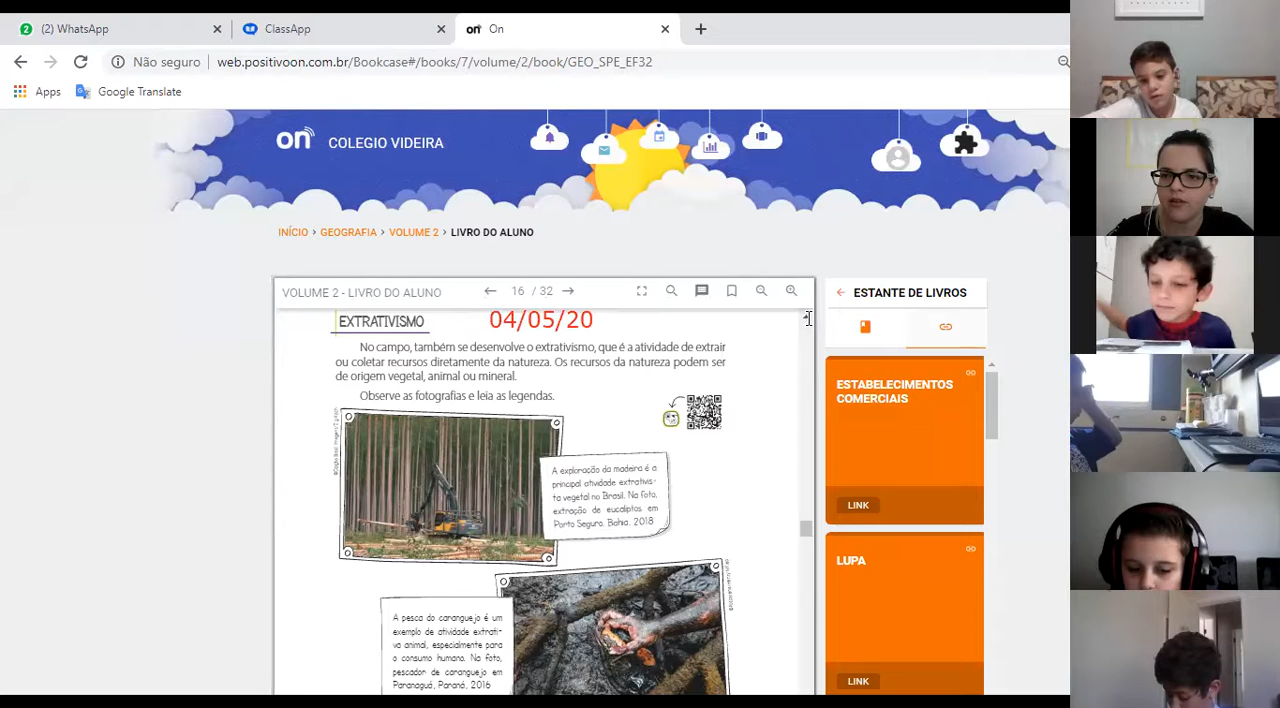 (2) WhatsApp
ClassApp
On
Não seguro
web.positivoon.com.br/Bookcase#/books/7/volume/2/book/GEO_SPE_EF32
Apps
Google Translate
on
COLEGIO VIDEIRA
INÍCIO > GEOGRAFIA > VOLUME 2 > LIVRO DO ALUNO
VOLUME 2 - LIVRO DO ALUNO
16 / 32
ESTANTE DE LIVROS
EXTRATIVISMO
04/05/20
No campo, também se desenvolve o extrativismo, que é a atividade de extrair
ou coletar recursos diretamente da natureza. Os recursos da natureza podem ser
de origem vegetal, animal ou mineral.
Observe as fotografias e leia as legendas.
A exploração da madeira é a
principal atividade extrativis-
ta vegetal no Brasil. Na foto,
extração de eucaliptos em
Porto Seguro, Bahia, 2018
A pesca do caranguejo é um
exemplo de atividade extrati-
va animal, especialmente para
o consumo humano. Na foto,
pescador de caranguejo em
Paranaguá, Paraná, 2016
ESTABELECIMENTOS
COMERCIAIS
LINK
LUPA
LINK